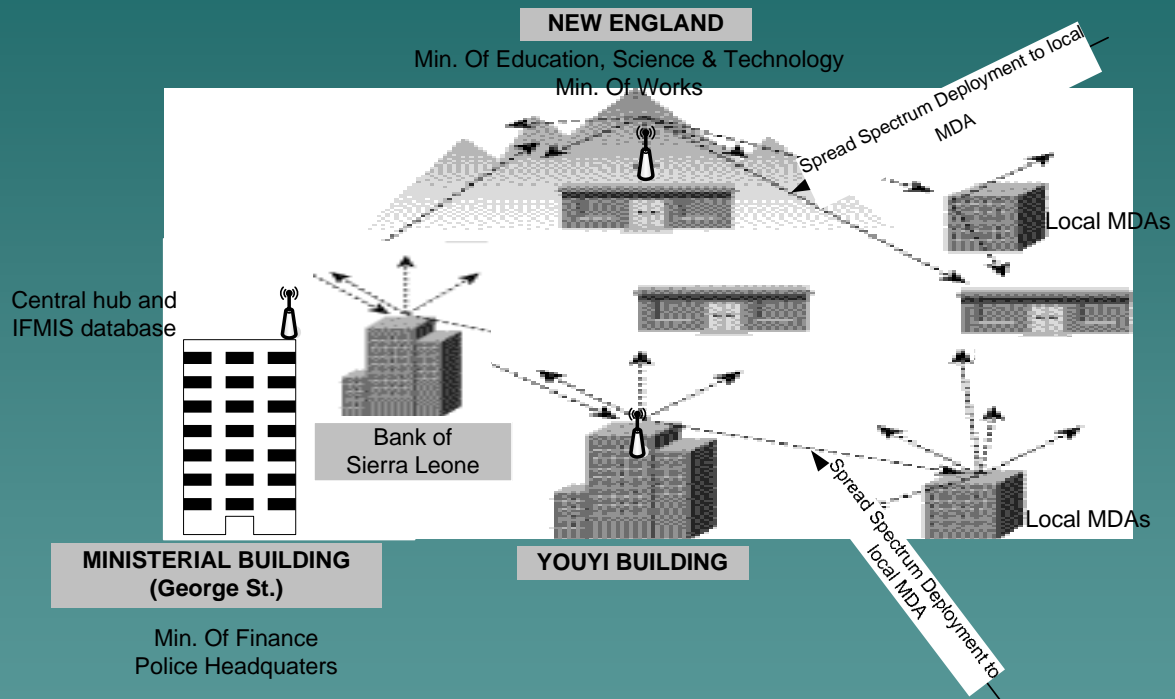 NEW ENGLAND
Min. Of Education, Science & Technology
Min. Of Works
Spread Spectrum Deployment to local
MDA
Local MDAs
Central hub and
IFMIS database
Bank of
Sierra Leone
Spread Spectrum Deployment to
local MDA
Local MDAs
MINISTERIAL BUILDING
(George St.)
YOUYI BUILDING
Min. Of Finance
Police Headquaters